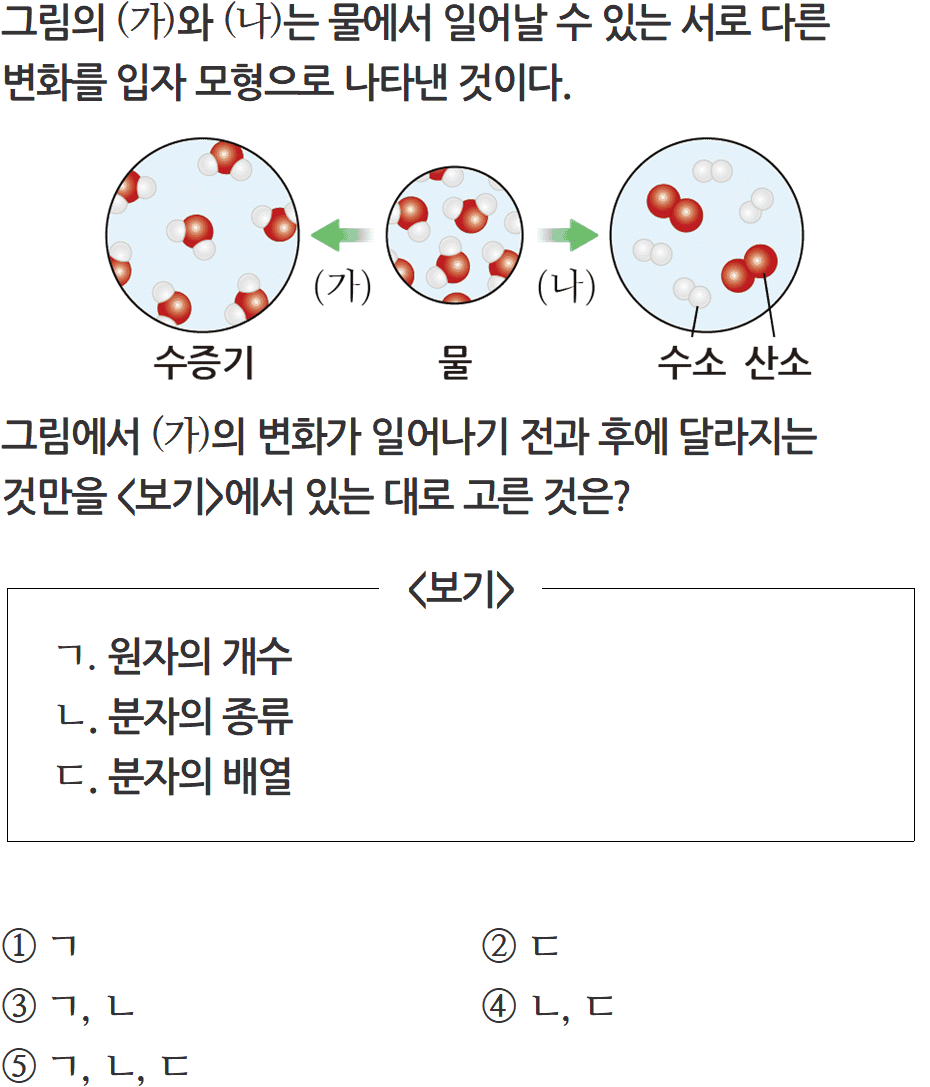 그림의 (가)와 (나)는 물에서 일어날 수 있는 서로 다른
변화를 입자 모형으로 나타낸 것이다.
(가)
(나)
수증기
물
수소 산소
그림에서 (가)의 변화가 일어나기 전과 후에 달라지는
것만을 <보기>에서 있는 대로 고른 것은?
<보기>
ㄱ. 원자의 개수
ㄴ. 분자의 종류
ㄷ. 분자의 배열
① ㄱ
② ㄷ
③ ㄱ, ㄴ
④ ㄴ, ㄷ
⑤ ㄱ, ㄴ, ㄷ